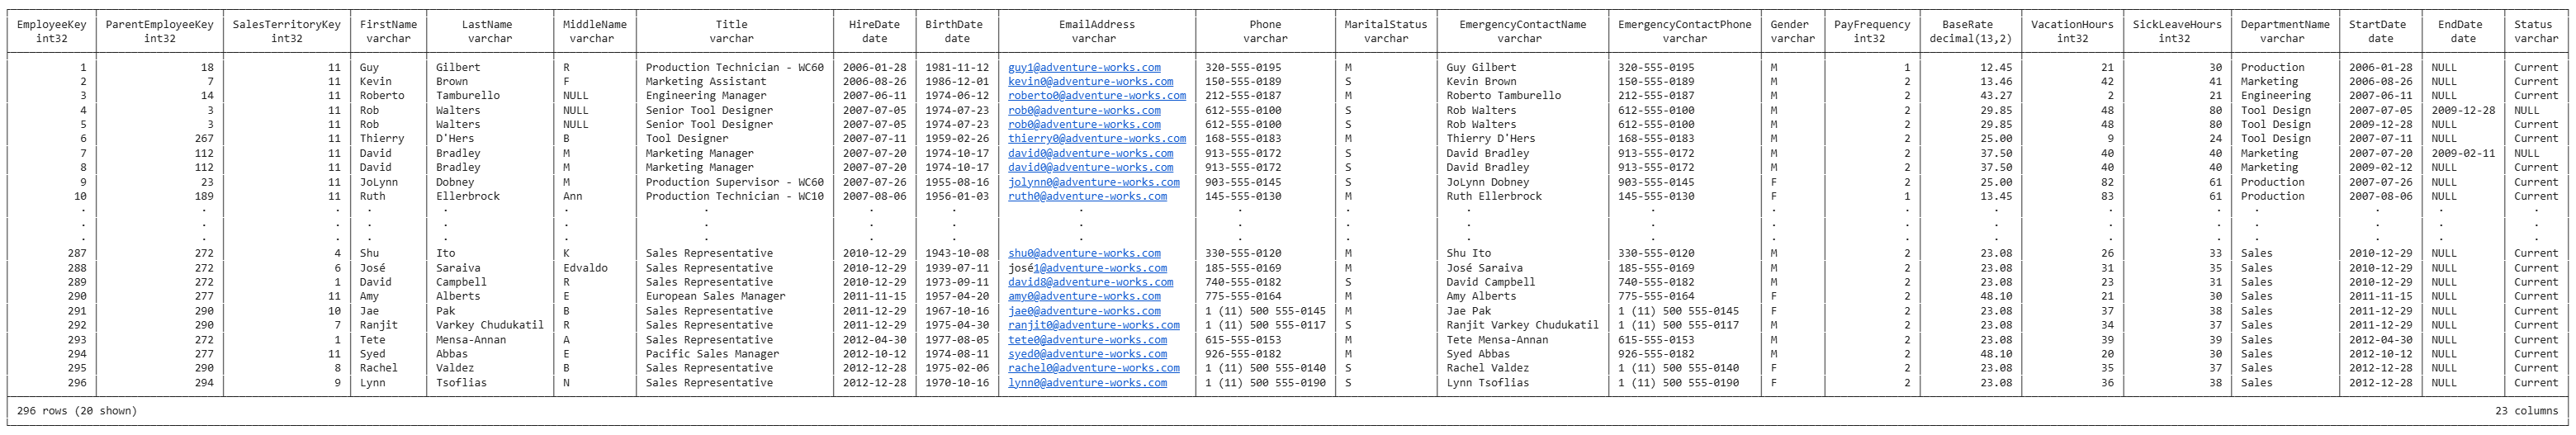 EmployeeKey ParentEmployeeKey SalesTerritoryKey FirstName LastName MiddleName Title HireDate BirthDate EmailAddress Phone MaritalStatus EmergencyContactName EmergencyContactPhone Gender PayFrequency BaseRate VacationHours SickLeaveHours DepartmentName StartDate EndDate Status
int32 int32 int32 varchar varchar varchar varchar date date varchar varchar varchar varchar varchar varchar int32 decimal(13,2) int32 int32 varchar date date varchar
1 18 11 Guy Gilbert R Production Technician - WC60 2006-01-28 1981-11-12 guy1@adventure-works.com 320-555-0195 M Guy Gilbert 320-555-0195 M 1 12.45 21 30 Production 2006-01-28 NULL Current
2 7 11 Kevin Brown F Marketing Assistant 2006-08-26 1986-12-01 kevin0@adventure-works.com 150-555-0189 S Kevin Brown 150-555-0189 M 2 13.46 42 41 Marketing 2006-08-26 NULL Current
3 14 11 Roberto Tamburello NULL Engineering Manager 2007-06-11 1974-06-12 roberto0@adventure-works.com 212-555-0187 M Roberto Tamburello 212-555-0187 M 2 43.27 2 21 Engineering 2007-06-11 NULL Current
4 3 11 Rob Walters NULL Senior Tool Designer 2007-07-05 1974-07-23 rob0@adventure-works.com 612-555-0100 S Rob Walters 612-555-0100 M 2 29.85 48 80 Tool Design 2007-07-05 2009-12-28 NULL
5 3 11 Rob Walters NULL Senior Tool Designer 2007-07-05 1974-07-23 rob0@adventure-works.com 612-555-0100 S Rob Walters 612-555-0100 M 2 29.85 48 80 Tool Design 2009-12-28 NULL Current
6 267 11 Thierry D'Hers B Tool Designer 2007-07-11 1959-02-26 thierry0@adventure-works.com 168-555-0183 M Thierry D'Hers 168-555-0183 M 2 25.00 9 24 Tool Design 2007-07-11 NULL Current
7 112 11 David Bradley M Marketing Manager 2007-07-20 1974-10-17 david0@adventure-works.com 913-555-0172 S David Bradley 913-555-0172 M 2 37.50 40 40 Marketing 2007-07-20 2009-02-11 NULL
8 112 11 David Bradley M Marketing Manager 2007-07-20 1974-10-17 david0@adventure-works.com 913-555-0172 S David Bradley 913-555-0172 M 2 37.50 40 40 Marketing 2009-02-12 NULL Current
9 23 11 JoLynn Dobney M Production Supervisor - WC60 2007-07-26 1955-08-16 jolynn0@adventure-works.com 903-555-0145 S JoLynn Dobney 903-555-0145 F 2 25.00 82 61 Production 2007-07-26 NULL Current
10 189 11 Ruth Ellerbrock Ann Production Technician - WC10 2007-08-06 1956-01-03 ruth0@adventure-works.com 145-555-0130 M Ruth Ellerbrock 145-555-0130 F 1 13.45 83 61 Production 2007-08-06 NULL Current
. . . . . . . . . . . . . . . . . . . . . . .
. . . . . . . . . . . . . . . . . . . . . . .
. . . . . . . . . . . . . . . . . . . . . . .
287 272 4 Shu Ito K Sales Representative 2010-12-29 1943-10-08 shu0@adventure-works.com 330-555-0120 M Shu Ito 330-555-0120 M 2 23.08 26 33 Sales 2010-12-29 NULL Current
288 272 6 José Saraiva Edvaldo Sales Representative 2010-12-29 1939-07-11 josé1@adventure-works.com 185-555-0169 M José Saraiva 185-555-0169 M 2 23.08 31 35 Sales 2010-12-29 NULL Current
289 272 1 David Campbell R Sales Representative 2010-12-29 1973-09-11 david8@adventure-works.com 740-555-0182 S David Campbell 740-555-0182 M 2 23.08 23 31 Sales 2010-12-29 NULL Current
290 277 11 Amy Alberts E European Sales Manager 2011-11-15 1957-04-20 amy0@adventure-works.com 775-555-0164 M Amy Alberts 775-555-0164 F 2 48.10 21 30 Sales 2011-11-15 NULL Current
291 290 10 Jae Pak B Sales Representative 2011-12-29 1967-10-16 jae0@adventure-works.com 1 (11) 500 555-0145 M Jae Pak 1 (11) 500 555-0145 F 2 23.08 37 38 Sales 2011-12-29 NULL Current
292 290 7 Ranjit Varkey Chudukatil R Sales Representative 2011-12-29 1975-04-30 ranjit0@adventure-works.com 1 (11) 500 555-0117 S Ranjit Varkey Chudukatil 1 (11) 500 555-0117 M 2 23.08 34 37 Sales 2011-12-29 NULL Current
293 272 1 Tete Mensa-Annan A Sales Representative 2012-04-30 1977-08-05 tete0@adventure-works.com 615-555-0153 M Tete Mensa-Annan 615-555-0153 M 2 23.08 39 39 Sales 2012-04-30 NULL Current
294 277 11 Syed Abbas E Pacific Sales Manager 2012-10-12 1974-08-11 syed0@adventure-works.com 926-555-0182 M Syed Abbas 926-555-0182 M 2 48.10 20 30 Sales 2012-10-12 NULL Current
295 290 8 Rachel Valdez B Sales Representative 2012-12-28 1975-02-06 rachel0@adventure-works.com 1 (11) 500 555-0140 S Rachel Valdez 1 (11) 500 555-0140 F 2 23.08 35 37 Sales 2012-12-28 NULL Current
296 294 9 Lynn Tsoflias N Sales Representative 2012-12-28 1970-10-16 lynn0@adventure-works.com 1 (11) 500 555-0190 S Lynn Tsoflias 1 (11) 500 555-0190 F 2 23.08 36 38 Sales 2012-12-28 NULL Current
296 rows (20 shown) 23 columns